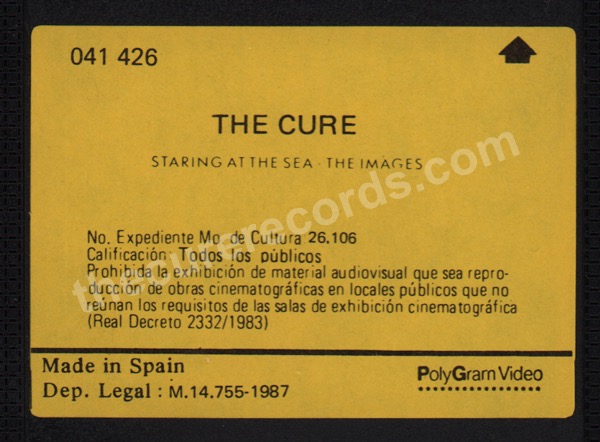 041 426
THE CURE
STARING AT THE SEA · THE IMAGES
thecurerecords.com
No. Expediente Mo. de Cultura 26.106
Calificación: Todos los públicos
Prohibida la exhibición de material audiovisual que sea repro-
ducción de obras cinematográficas en locales públicos que no
reúnan los requisitos de las salas de exhibición cinematográfica
(Real Decreto 2332/1983)
Made in Spain
Dep. Legal : M.14.755-1987
PolyGram Video